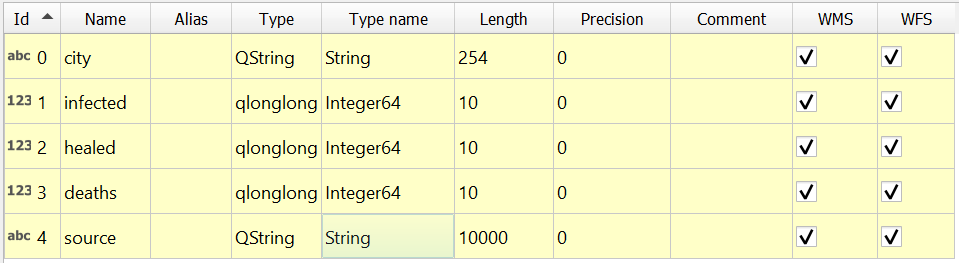 Id Name Alias Type Type name Length Precision Comment WMS WFS
abc 0 city QString String 254 0
123 1 infected qlonglong Integer64 10 0
123 2 healed qlonglong Integer64 10 0
123 3 deaths qlonglong Integer64 10 0
abc 4 source QString String 10000 0